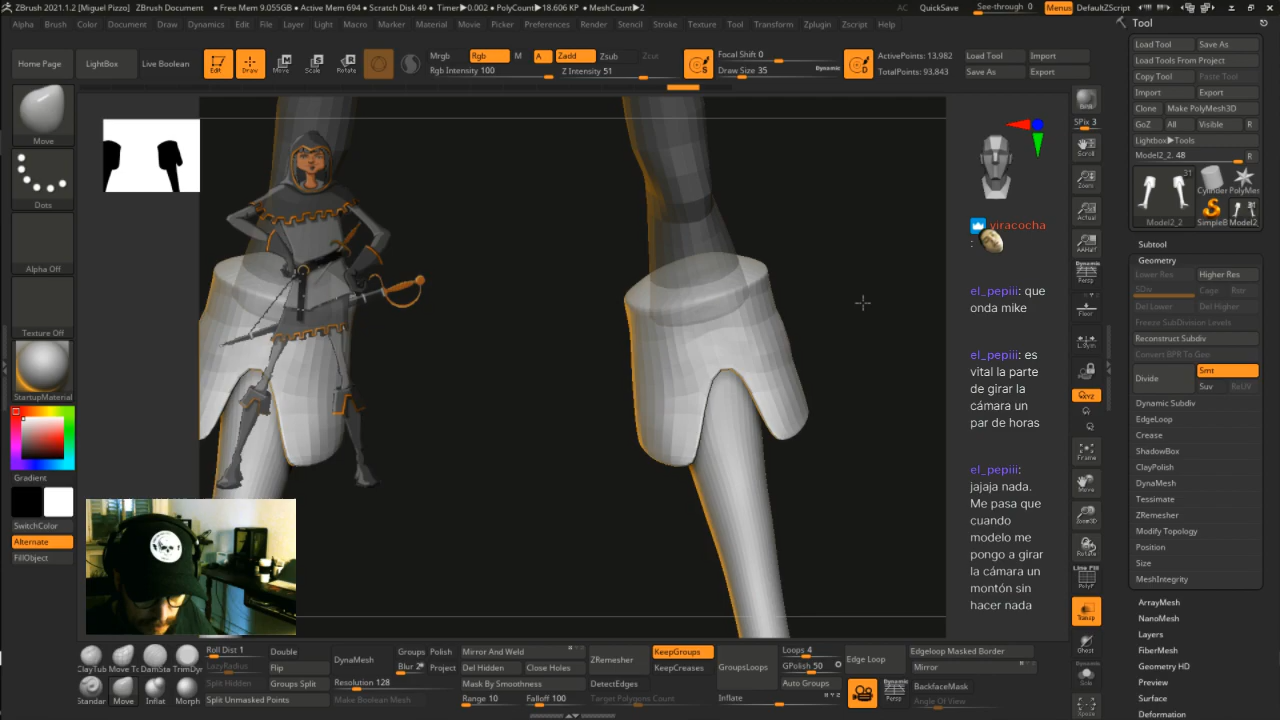 ZBrush 2021.1.2 [Miguel Pizzo] ZBrush Document ● Free Mem 9.055GB ● Active Mem 694 ● Scratch Disk 49 ● Timer▶0.002 ● PolyCount▶18.606 KP ● MeshCount▶2 AC QuickSave See-through 0 Menus DefaultZScript
Alpha Brush Color Document Draw Dynamics Edit File Layer Light Macro Marker Material Movie Picker Preferences Render Stencil Stroke Texture Tool Transform Zplugin Zscript Help
Tool
Home Page LightBox Live Boolean Edit Draw Move Scale Rotate
Mrgb Rgb M A Zadd Zsub Zcut
Rgb Intensity 100 Z Intensity 51
Focal Shift 0
Draw Size 35 Dynamic
ActivePoints: 13,982
TotalPoints: 93,843
Load Tool Import
Save As Export
Move
Dots
Alpha Off
Texture Off
StartupMaterial
Gradient
SwitchColor
Alternate
FillObject
viracocha
:
el_pepiii: que
onda mike
el_pepiii: es
vital la parte
de girar la
cámara un
par de horas
el_pepiii:
jajaja nada.
Me pasa que
cuando
modelo me
pongo a girar
la cámara un
montón sin
hacer nada
BPR
SPix 3
Scroll
Zoom
Actual
AAHalf
Dynamic
Persp
Floor
L.Sym
XYZ
Frame
Move
Zoom3D
Rotate
Line Fill
PolyF
Transp
Ghost
Solo
Xpose
Load Tool Save As
Load Tools From Project
Copy Tool Paste Tool
Import Export
Clone Make PolyMesh3D
GoZ All Visible R
Lightbox▶Tools
Model2_2. 48 R
31
Cylinder PolyMes
31
Model2_2 SimpleB Model2_
Subtool
Geometry
Lower Res Higher Res
SDiv Cage Rstr
Del Lower Del Higher
Freeze SubDivision Levels
Reconstruct Subdiv
Convert BPR To Geo
Divide Smt
Suv ReUV
Dynamic Subdiv
EdgeLoop
Crease
ShadowBox
ClayPolish
DynaMesh
Tessimate
ZRemesher
Modify Topology
Position
Size
MeshIntegrity
ArrayMesh
NanoMesh
Layers
FiberMesh
Geometry HD
Preview
Surface
Deformation
ClayTub Move To DamSta TrimDyr
Standar Move Inflat Morph
Roll Dist 1 Double
LazyRadius Flip
Split Hidden Groups Split
Split Unmasked Points
DynaMesh Groups Polish
Blur 2 Project
Resolution 128
Make Boolean Mesh
Mirror And Weld
Del Hidden Close Holes
Mask By Smoothness
Range 10 Falloff 100
ZRemesher KeepGroups
KeepCreases
DetectEdges
Target Polygons Count
GroupsLoops Loops 4
GPolish 50
Auto Groups
Inflate
Edge Loop
Dynamic
Persp
Edgeloop Masked Border
Mirror
BackfaceMask
Angle Of View